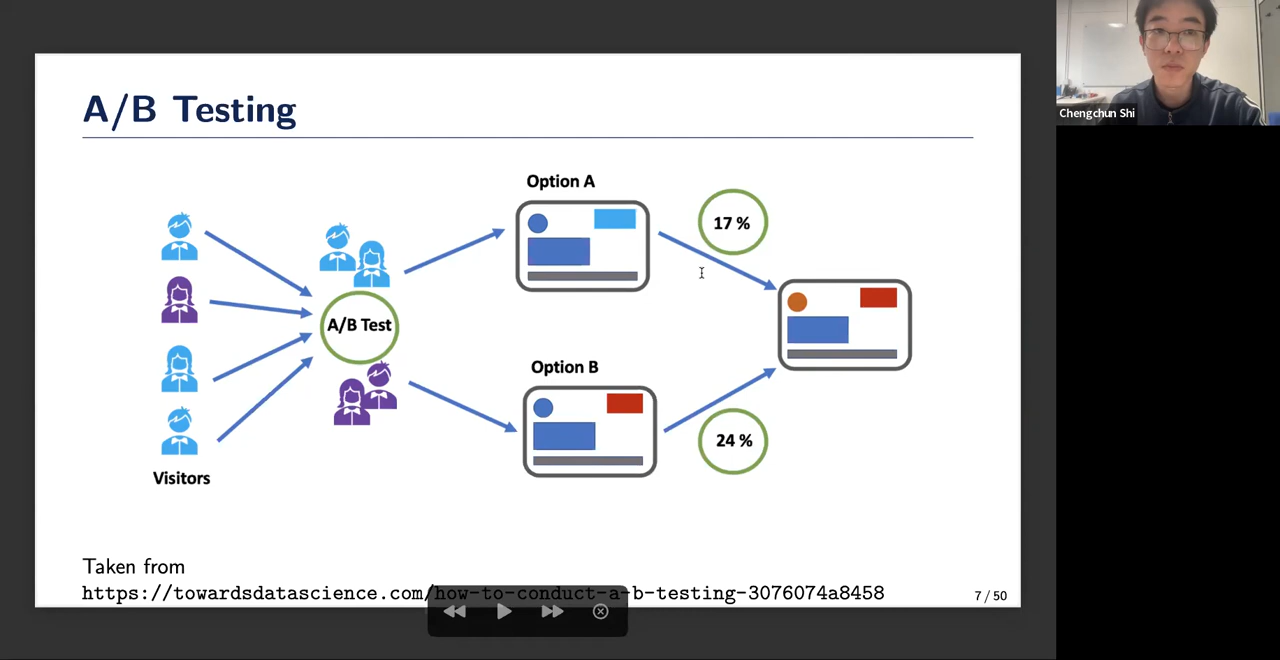 A/B Testing
Option A
17 %
A/B Test
Option B
24 %
Visitors
Taken from
https://towardsdatascience.com/how-to-conduct-a-b-testing-3076074a8458
7 / 50
Chengchun Shi